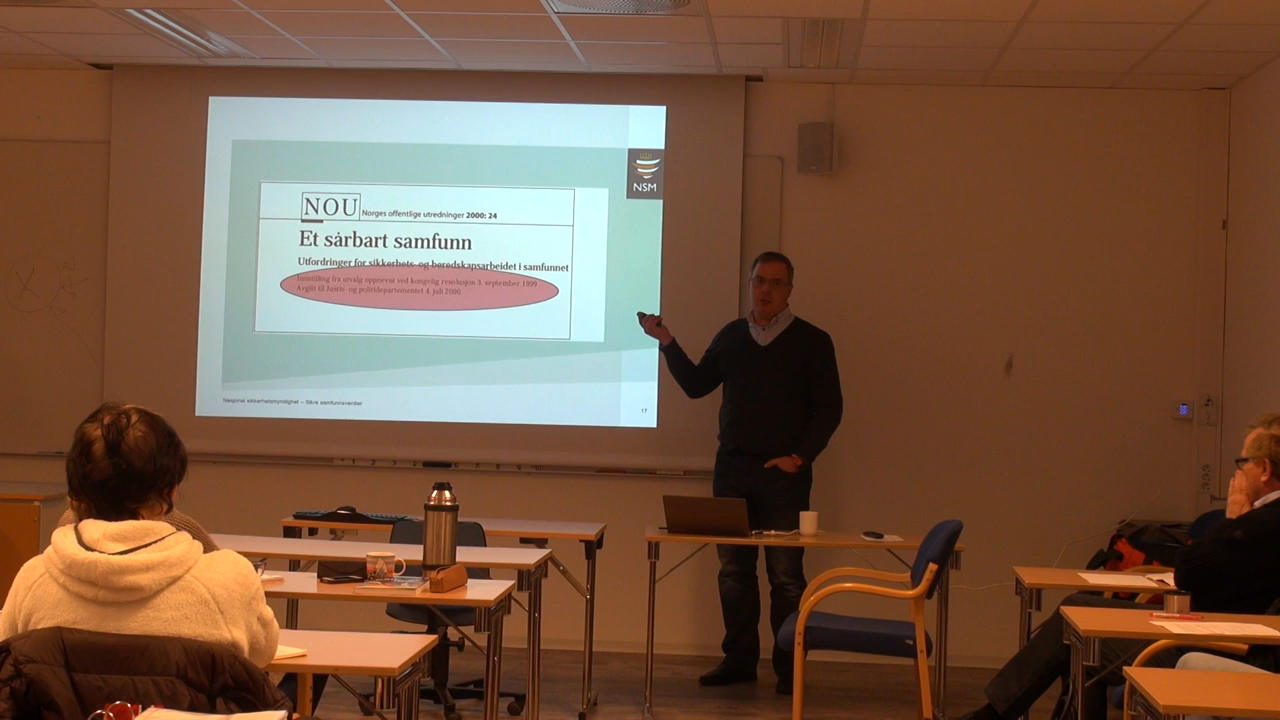 NSM
NOU Norges offentlige utredninger 2000: 24
Et sårbart samfunn
Utfordringer for sikkerhets- og beredskapsarbeidet i samfunnet
Innstilling fra utvalg oppnevnt ved kongelig resolusjon 3. september 1999
Avgitt til Justis- og politidepartementet 4. juli 2000
Nasjonal sikkerhetsmyndighet – Sikre samfunnsverdier
17